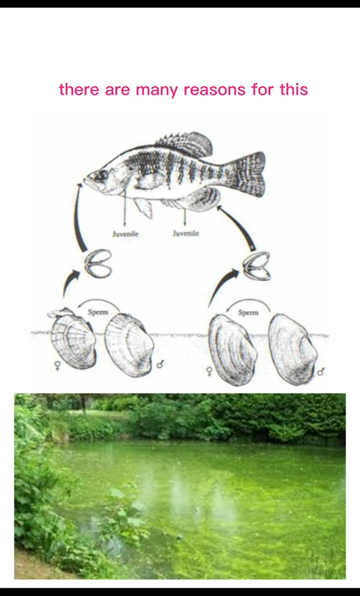 there are many reasons for this
Juvenile
Juvenile
Sperm
Sperm
♀
♂
♀
♂